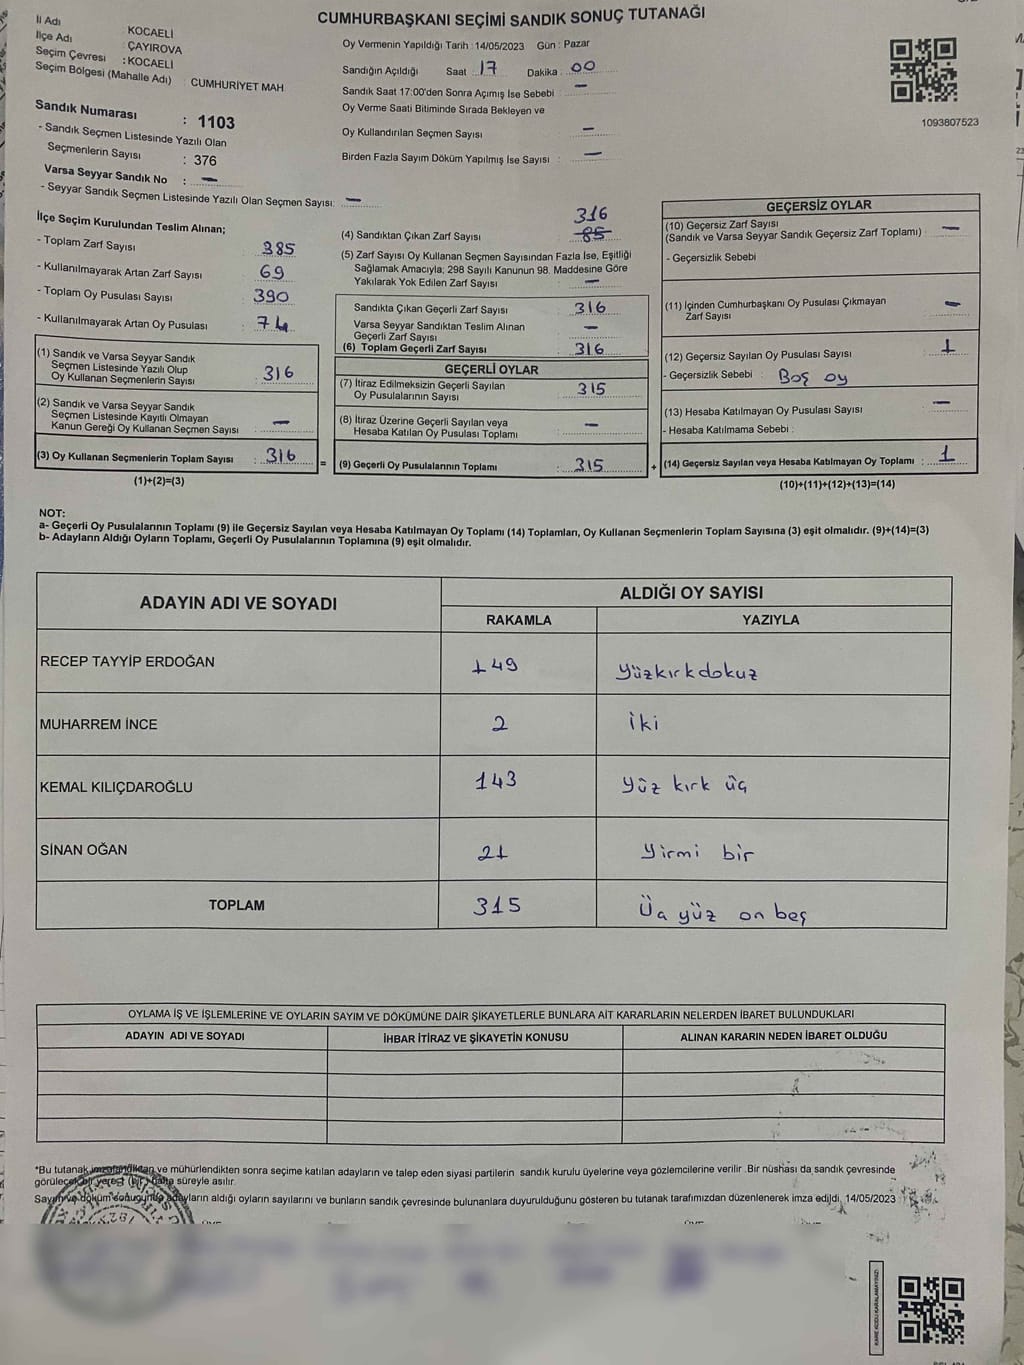 CUMHURBAŞKANI SEÇİMİ SANDIK SONUÇ TUTANAĞI
İl Adı : KOCAELİ
İlçe Adı : ÇAYIROVA
Seçim Çevresi : KOCAELİ
Seçim Bölgesi (Mahalle Adı) : CUMHURİYET MAH
Sandık Numarası : 1103
- Sandık Seçmen Listesinde Yazılı Olan
Seçmenlerin Sayısı : 376
Varsa Seyyar Sandık No : –
- Seyyar Sandık Seçmen Listesinde Yazılı Olan Seçmen Sayısı: –
Oy Vermenin Yapıldığı Tarih : 14/05/2023 Gün : Pazar
Sandığın Açıldığı Saat 17 Dakika 00
Sandık Saat 17:00'den Sonra Açımış İse Sebebi : –
Oy Verme Saati Bitiminde Sırada Bekleyen ve
Oy Kullandırılan Seçmen Sayısı –
Birden Fazla Sayım Döküm Yapılmış İse Sayısı : –
1093807523
İlçe Seçim Kurulundan Teslim Alınan;
- Toplam Zarf Sayısı : 385
- Kullanılmayarak Artan Zarf Sayısı : 69
- Toplam Oy Pusulası Sayısı : 390
- Kullanılmayarak Artan Oy Pusulası : 74
(1) Sandık ve Varsa Seyyar Sandık
Seçmen Listesinde Yazılı Olup
Oy Kullanan Seçmenlerin Sayısı : 316
(2) Sandık ve Varsa Seyyar Sandık
Seçmen Listesinde Kayıtlı Olmayan
Kanun Gereği Oy Kullanan Seçmen Sayısı : –
(3) Oy Kullanan Seçmenlerin Toplam Sayısı : 316
(1)+(2)=(3)
316
(4) Sandıktan Çıkan Zarf Sayısı : 85
(5) Zarf Sayısı Oy Kullanan Seçmen Sayısından Fazla İse, Eşitliği
Sağlamak Amacıyla; 298 Sayılı Kanunun 98. Maddesine Göre
Yakılarak Yok Edilen Zarf Sayısı : –
Sandıkta Çıkan Geçerli Zarf Sayısı : 316
Varsa Seyyar Sandıktan Teslim Alınan
Geçerli Zarf Sayısı : –
(6) Toplam Geçerli Zarf Sayısı : 316
GEÇERLİ OYLAR
(7) İtiraz Edilmeksizin Geçerli Sayılan
Oy Pusulalarının Sayısı : 315
(8) İtiraz Üzerine Geçerli Sayılan veya
Hesaba Katılan Oy Pusulası Toplamı : –
= (9) Geçerli Oy Pusulalarının Toplamı : 315
GEÇERSİZ OYLAR
(10) Geçersiz Zarf Sayısı
(Sandık ve Varsa Seyyar Sandık Geçersiz Zarf Toplamı) : –
- Geçersizlik Sebebi
(11) İçinden Cumhurbaşkanı Oy Pusulası Çıkmayan
Zarf Sayısı : –
(12) Geçersiz Sayılan Oy Pusulası Sayısı : 1
- Geçersizlik Sebebi : Boş oy
(13) Hesaba Katılmayan Oy Pusulası Sayısı : –
- Hesaba Katılmama Sebebi :
+ (14) Geçersiz Sayılan veya Hesaba Katılmayan Oy Toplamı : 1
(10)+(11)+(12)+(13)=(14)
NOT:
a- Geçerli Oy Pusulalarının Toplamı (9) ile Geçersiz Sayılan veya Hesaba Katılmayan Oy Toplamı (14) Toplamları, Oy Kullanan Seçmenlerin Toplam Sayısına (3) eşit olmalıdır. (9)+(14)=(3)
b- Adayların Aldığı Oyların Toplamı, Geçerli Oy Pusulalarının Toplamına (9) eşit olmalıdır.
ADAYIN ADI VE SOYADI ALDIĞI OY SAYISI
RAKAMLA YAZIYLA
RECEP TAYYİP ERDOĞAN 149 yüzkırkdokuz
MUHARREM İNCE 2 iki
KEMAL KILIÇDAROĞLU 143 yüz kırk üç
SİNAN OĞAN 21 yirmi bir
TOPLAM 315 Üç yüz on beş
OYLAMA İŞ VE İŞLEMLERİNE VE OYLARIN SAYIM VE DÖKÜMÜNE DAİR ŞİKAYETLERLE BUNLARA AİT KARARLARIN NELERDEN İBARET BULUNDUKLARI
ADAYIN ADI VE SOYADI İHBAR İTİRAZ VE ŞİKAYETİN KONUSU ALINAN KARARIN NEDEN İBARET OLDUĞU
*Bu tutanak imzalandıktan ve mühürlendikten sonra seçime katılan adayların ve talep eden siyasi partilerin sandık kurulu üyelerine veya gözlemcilerine verilir .Bir nüshası da sandık çevresinde
görülecek bir yere (bir) hafta süreyle asılır.
Sayım ve döküm sonuçunda adayların aldığı oyların sayılarını ve bunların sandık çevresinde bulunanlara duyurulduğunu gösteren bu tutanak tarafımızdan düzenlenerek imza edildi. 14/05/2023
KARE KODU KARALAMAYINIZ!